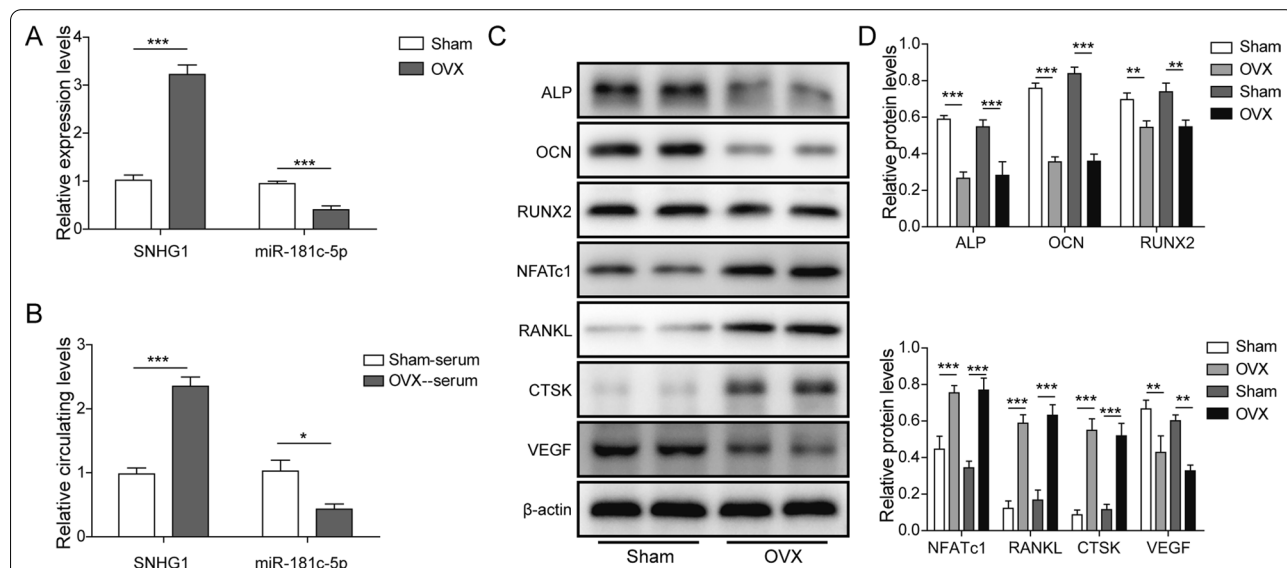 A
Relative expression levels
4
3
2
1
0
***
***
SNHG1
miR-181c-5p
Sham
OVX
B
Relative circulating levels
3
2
1
0
***
*
SNHG1
miR-181c-5p
Sham-serum
OVX--serum
C
ALP
OCN
RUNX2
NFATc1
RANKL
CTSK
VEGF
β-actin
Sham
OVX
D
Relative protein levels
1.0
0.8
0.6
0.4
0.2
0.0
***
***
***
***
**
**
ALP
OCN
RUNX2
Sham
OVX
Sham
OVX
Relative protein levels
1.0
0.8
0.6
0.4
0.2
0.0
***
***
***
***
***
***
**
**
NFATc1
RANKL
CTSK
VEGF
Sham
OVX
Sham
OVX